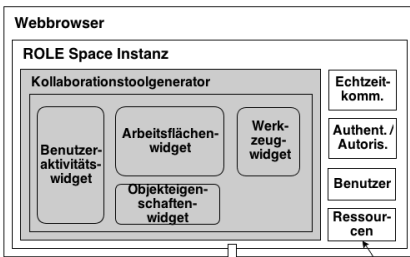 Webbrowser
ROLE Space Instanz
Kollaborationstoolgenerator
Benutzer-
aktivitäts-
widget
Arbeitsflächen-
widget
Werk-
zeug-
widget
Objekteigen-
schaften-
widget
Echtzeit-
komm.
Authent. /
Autoris.
Benutzer
Ressour-
cen